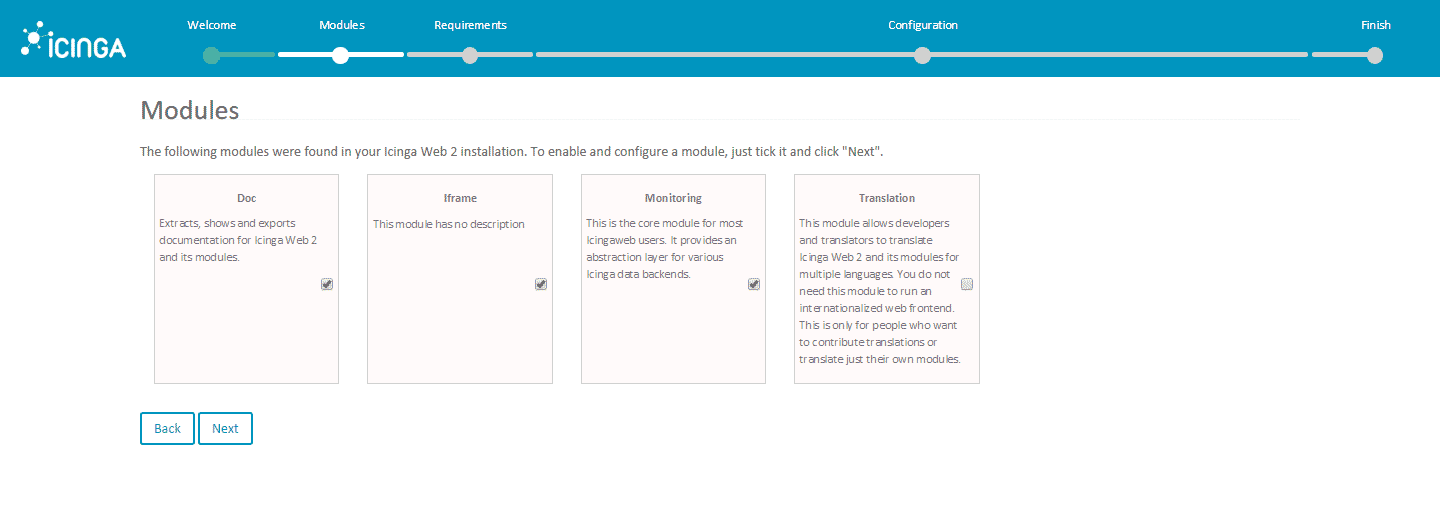 Welcome
Modules
Requirements
Configuration
Finish
ICINGA
Modules
The following modules were found in your Icinga Web 2 installation. To enable and configure a module, just tick it and click "Next".
Doc
Extracts, shows and exports
documentation for Icinga Web 2
and its modules.
Iframe
This module has no description
Monitoring
This is the core module for most
Icingaweb users. It provides an
abstraction layer for various
Icinga data backends.
Translation
This module allows developers
and translators to translate
Icinga Web 2 and its modules for
multiple languages. You do not
need this module to run an
internationalized web frontend.
This is only for people who want
to contribute translations or
translate just their own modules.
Back
Next